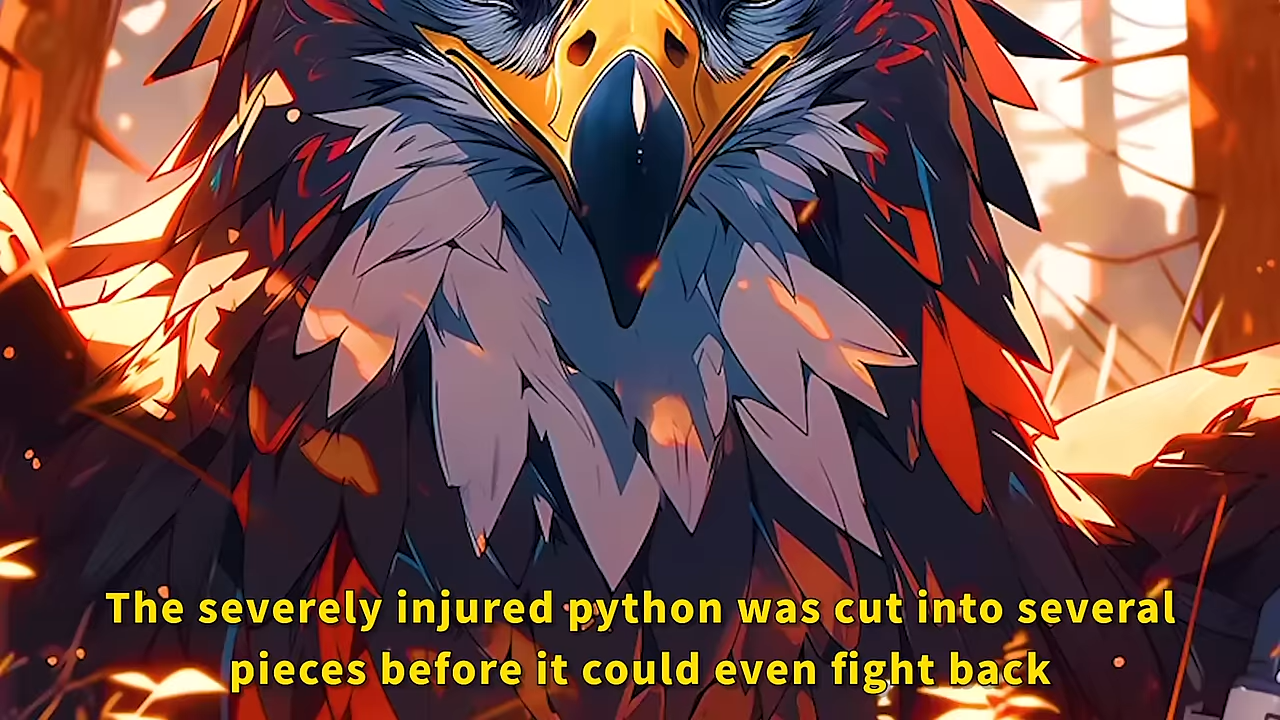 The severely injured python was cut into several
pieces before it could even fight back